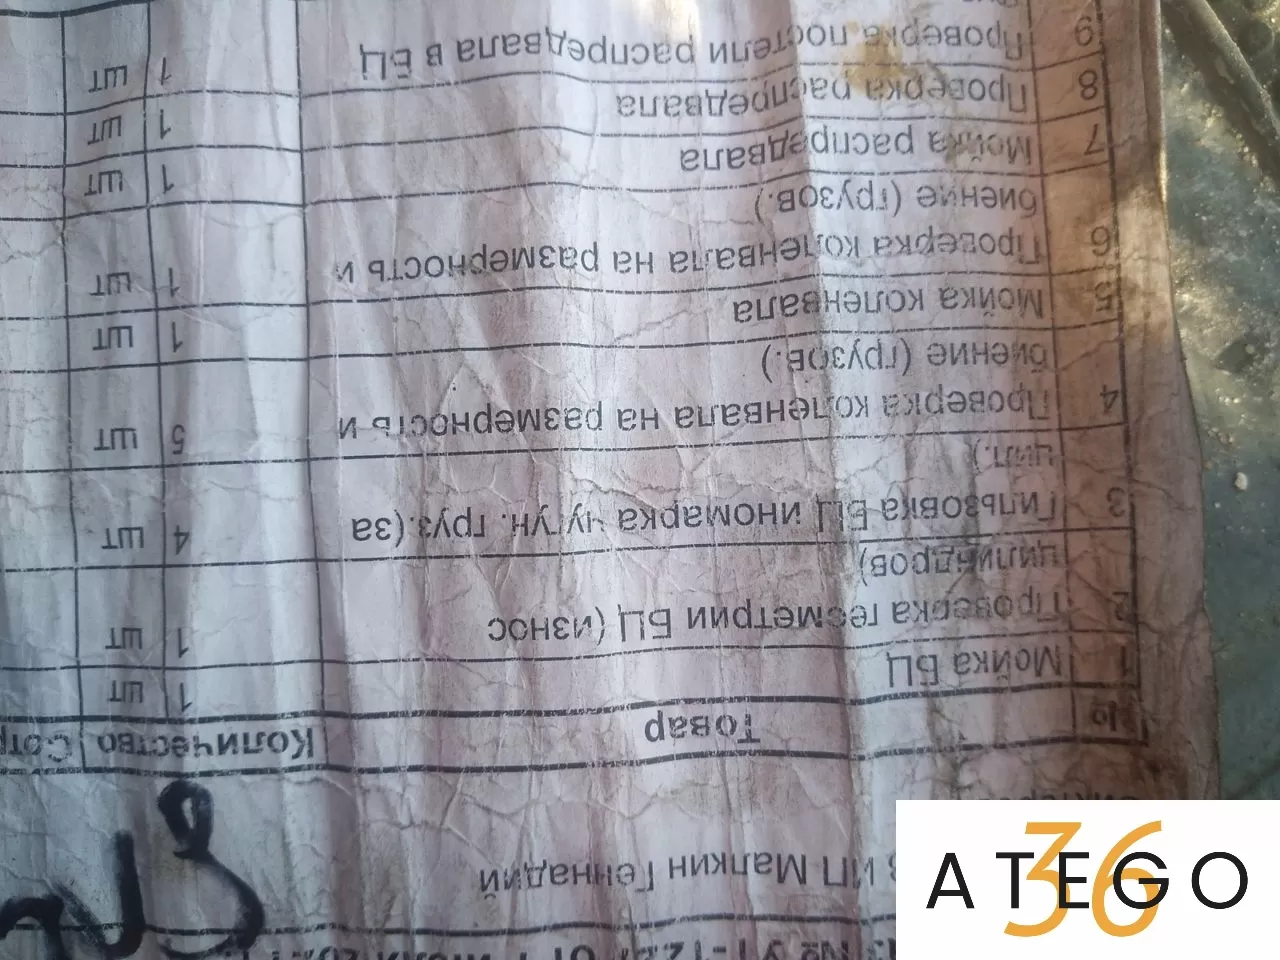 ИП Малкин Геннадий
№ Товар Количество
1 Мойка БЦ 1 шт
2 Проверка геометрии БЦ (износ 1 шт
цилиндров)
3 Гильзовка БЦ иномарка чугун. груз.(за 4 шт
цил.)
4 Проверка коленвала на размерность и 5 шт
биение (грузов.)
5 Мойка коленвала 1 шт
6 Проверка коленвала на размерность и 1 шт
биение (грузов.)
7 Мойка распредвала 1 шт
8 Проверка распредвала 1 шт
9 Проверка постели распредвала в БЦ 1 шт
ATEGO
36